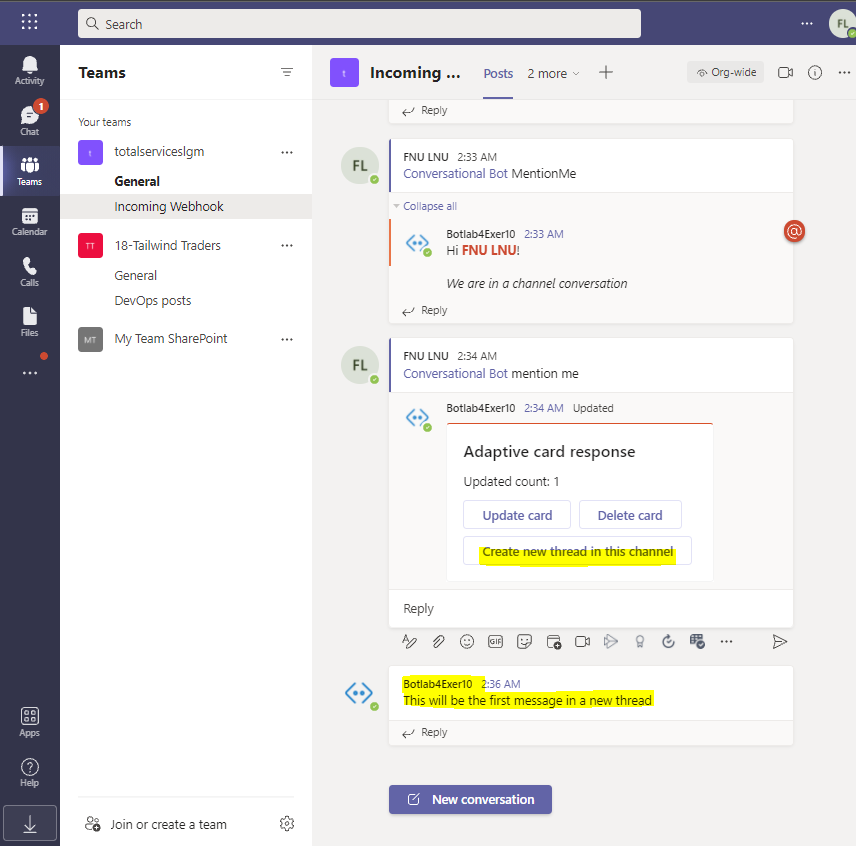 Search
FL
Activity
Chat
1
Teams
Calendar
Calls
Files
Apps
Help
Teams
Your teams
t
totalserviceslgm
General
Incoming Webhook
TT
18-Tailwind Traders
General
DevOps posts
MT
My Team SharePoint
Join or create a team
t
Incoming ...
Posts
2 more
Org-wide
Reply
FL
FNU LNU 2:33 AM
Conversational Bot MentionMe
Collapse all
Botlab4Exer10 2:33 AM
Hi FNU LNU!
We are in a channel conversation
Reply
FL
FNU LNU 2:34 AM
Conversational Bot mention me
Botlab4Exer10 2:34 AM Updated
Adaptive card response
Updated count: 1
Update card
Delete card
Create new thread in this channel
Reply
GIF
Botlab4Exer10 2:36 AM
This will be the first message in a new thread
Reply
New conversation